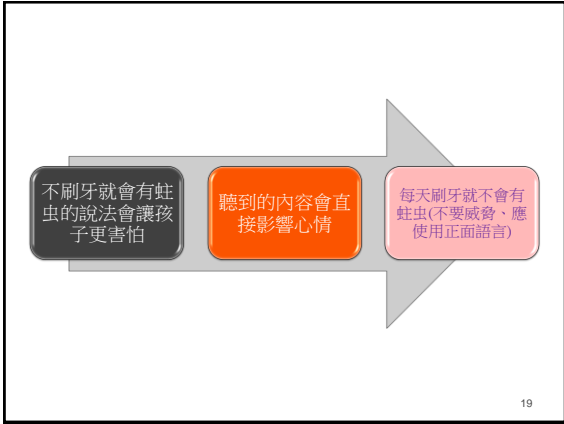 不刷牙就會有蛀
虫的說法會讓孩
子更害怕
聽到的內容會直
接影響心情
每天刷牙就不會有
蛀虫(不要威脅、應
使用正面語言)
19